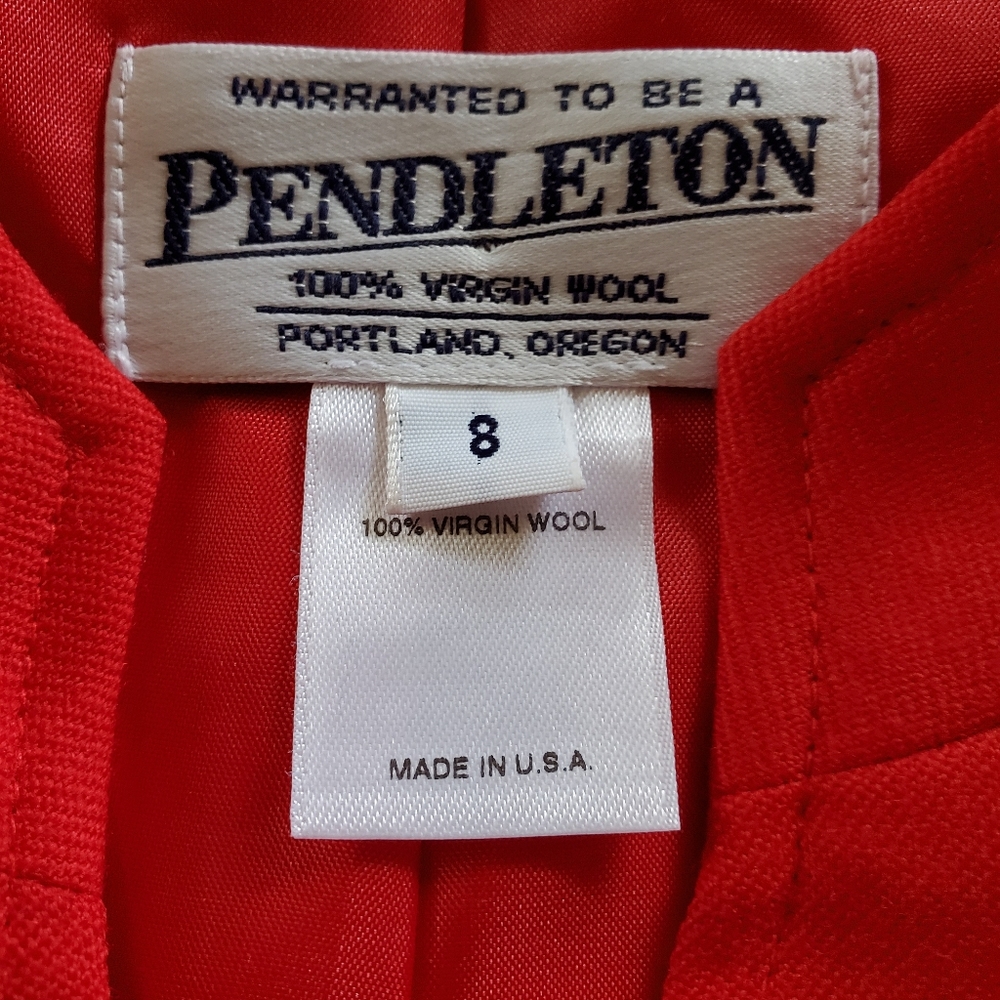 WARRANTED TO BE A
PENDLETON
100% VIRGIN WOOL
PORTLAND, OREGON
8
100% VIRGIN WOOL
MADE IN U.S.A.